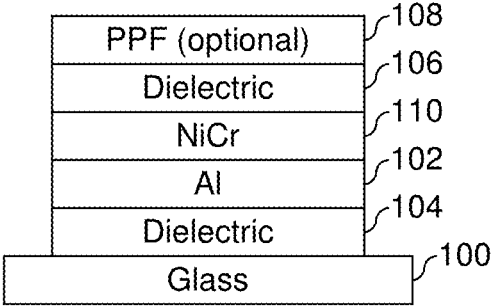 PPF (optional) 108
Dielectric 106
NiCr 110
Al 102
Dielectric 104
Glass 100